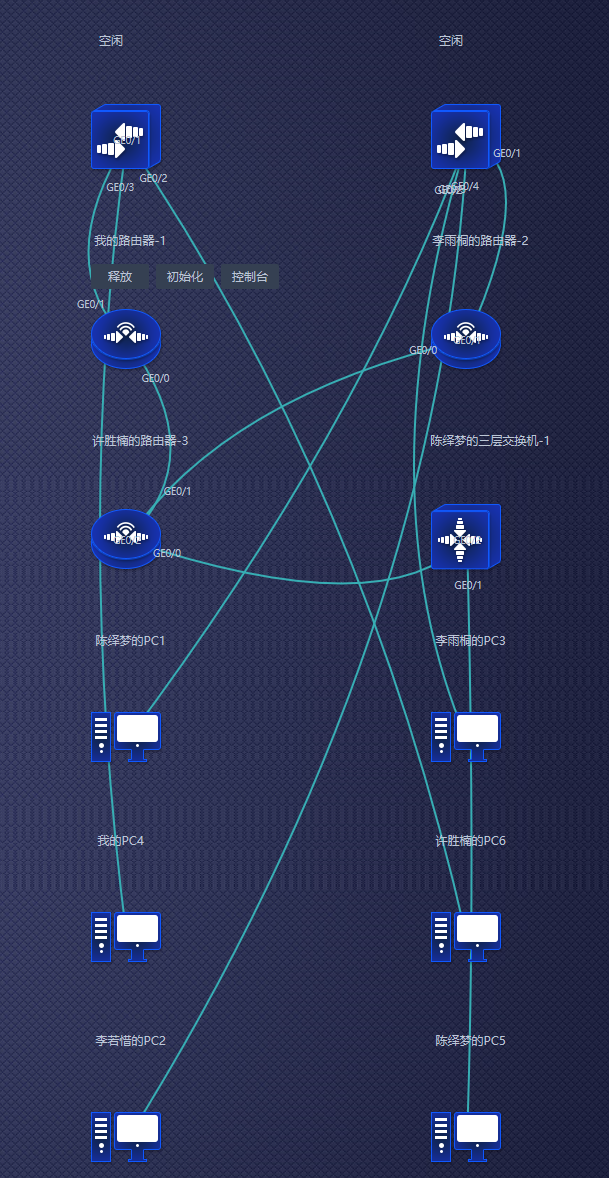 空闲
空闲
GE0/1
GE0/3
GE0/2
GE0/1
GE0/4
我的路由器-1
李雨桐的路由器-2
释放
初始化
控制台
GE0/1
GE0/0
GE0/0
许胜楠的路由器-3
陈绎梦的三层交换机-1
GE0/1
GE0/0
GE0/1
陈绎梦的PC1
李雨桐的PC3
我的PC4
许胜楠的PC6
李若惜的PC2
陈绎梦的PC5